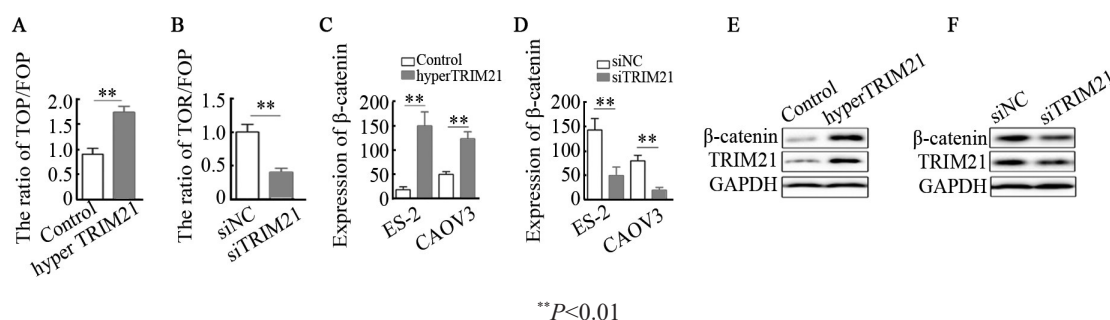 A
The ratio of TOP/FOP
2.0
1.5
1.0
0.5
0
**
Control
hyper TRIM21
B
The ratio of TOR/FOP
1.5
1.0
0.5
0
**
siNC
siTRIM21
C
Expression of β-catenin
Control
hyperTRIM21
200
150
100
50
0
**
**
ES-2
CAOV3
D
Expression of β-catenin
siNC
siTRIM21
200
150
100
50
0
**
**
ES-2
CAOV3
E
Control
hyperTRIM21
β-catenin
TRIM21
GAPDH
F
siNC
siTRIM21
β-catenin
TRIM21
GAPDH
**P<0.01